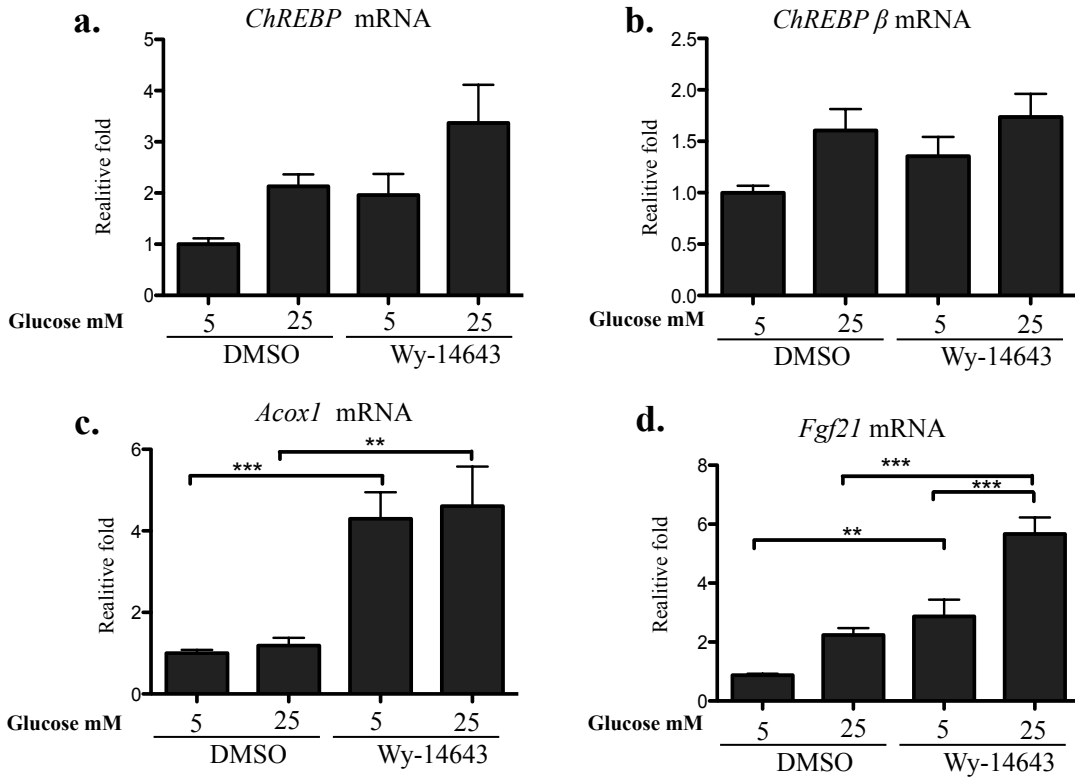 a.
ChREBP mRNA
Realitive fold
5
4
3
2
1
0
Glucose mM
5 25 5 25
DMSO Wy-14643
b.
ChREBP β mRNA
Realitive fold
2.5
2.0
1.5
1.0
0.5
0.0
5 25 5 25
DMSO Wy-14643
c.
Acox1 mRNA
Realitive fold
6
4
2
0
***
**
Glucose mM
5 25 5 25
DMSO Wy-14643
d.
Fgf21 mRNA
Realitive fold
8
6
4
2
0
***
***
**
Glucose mM
5 25 5 25
DMSO Wy-14643